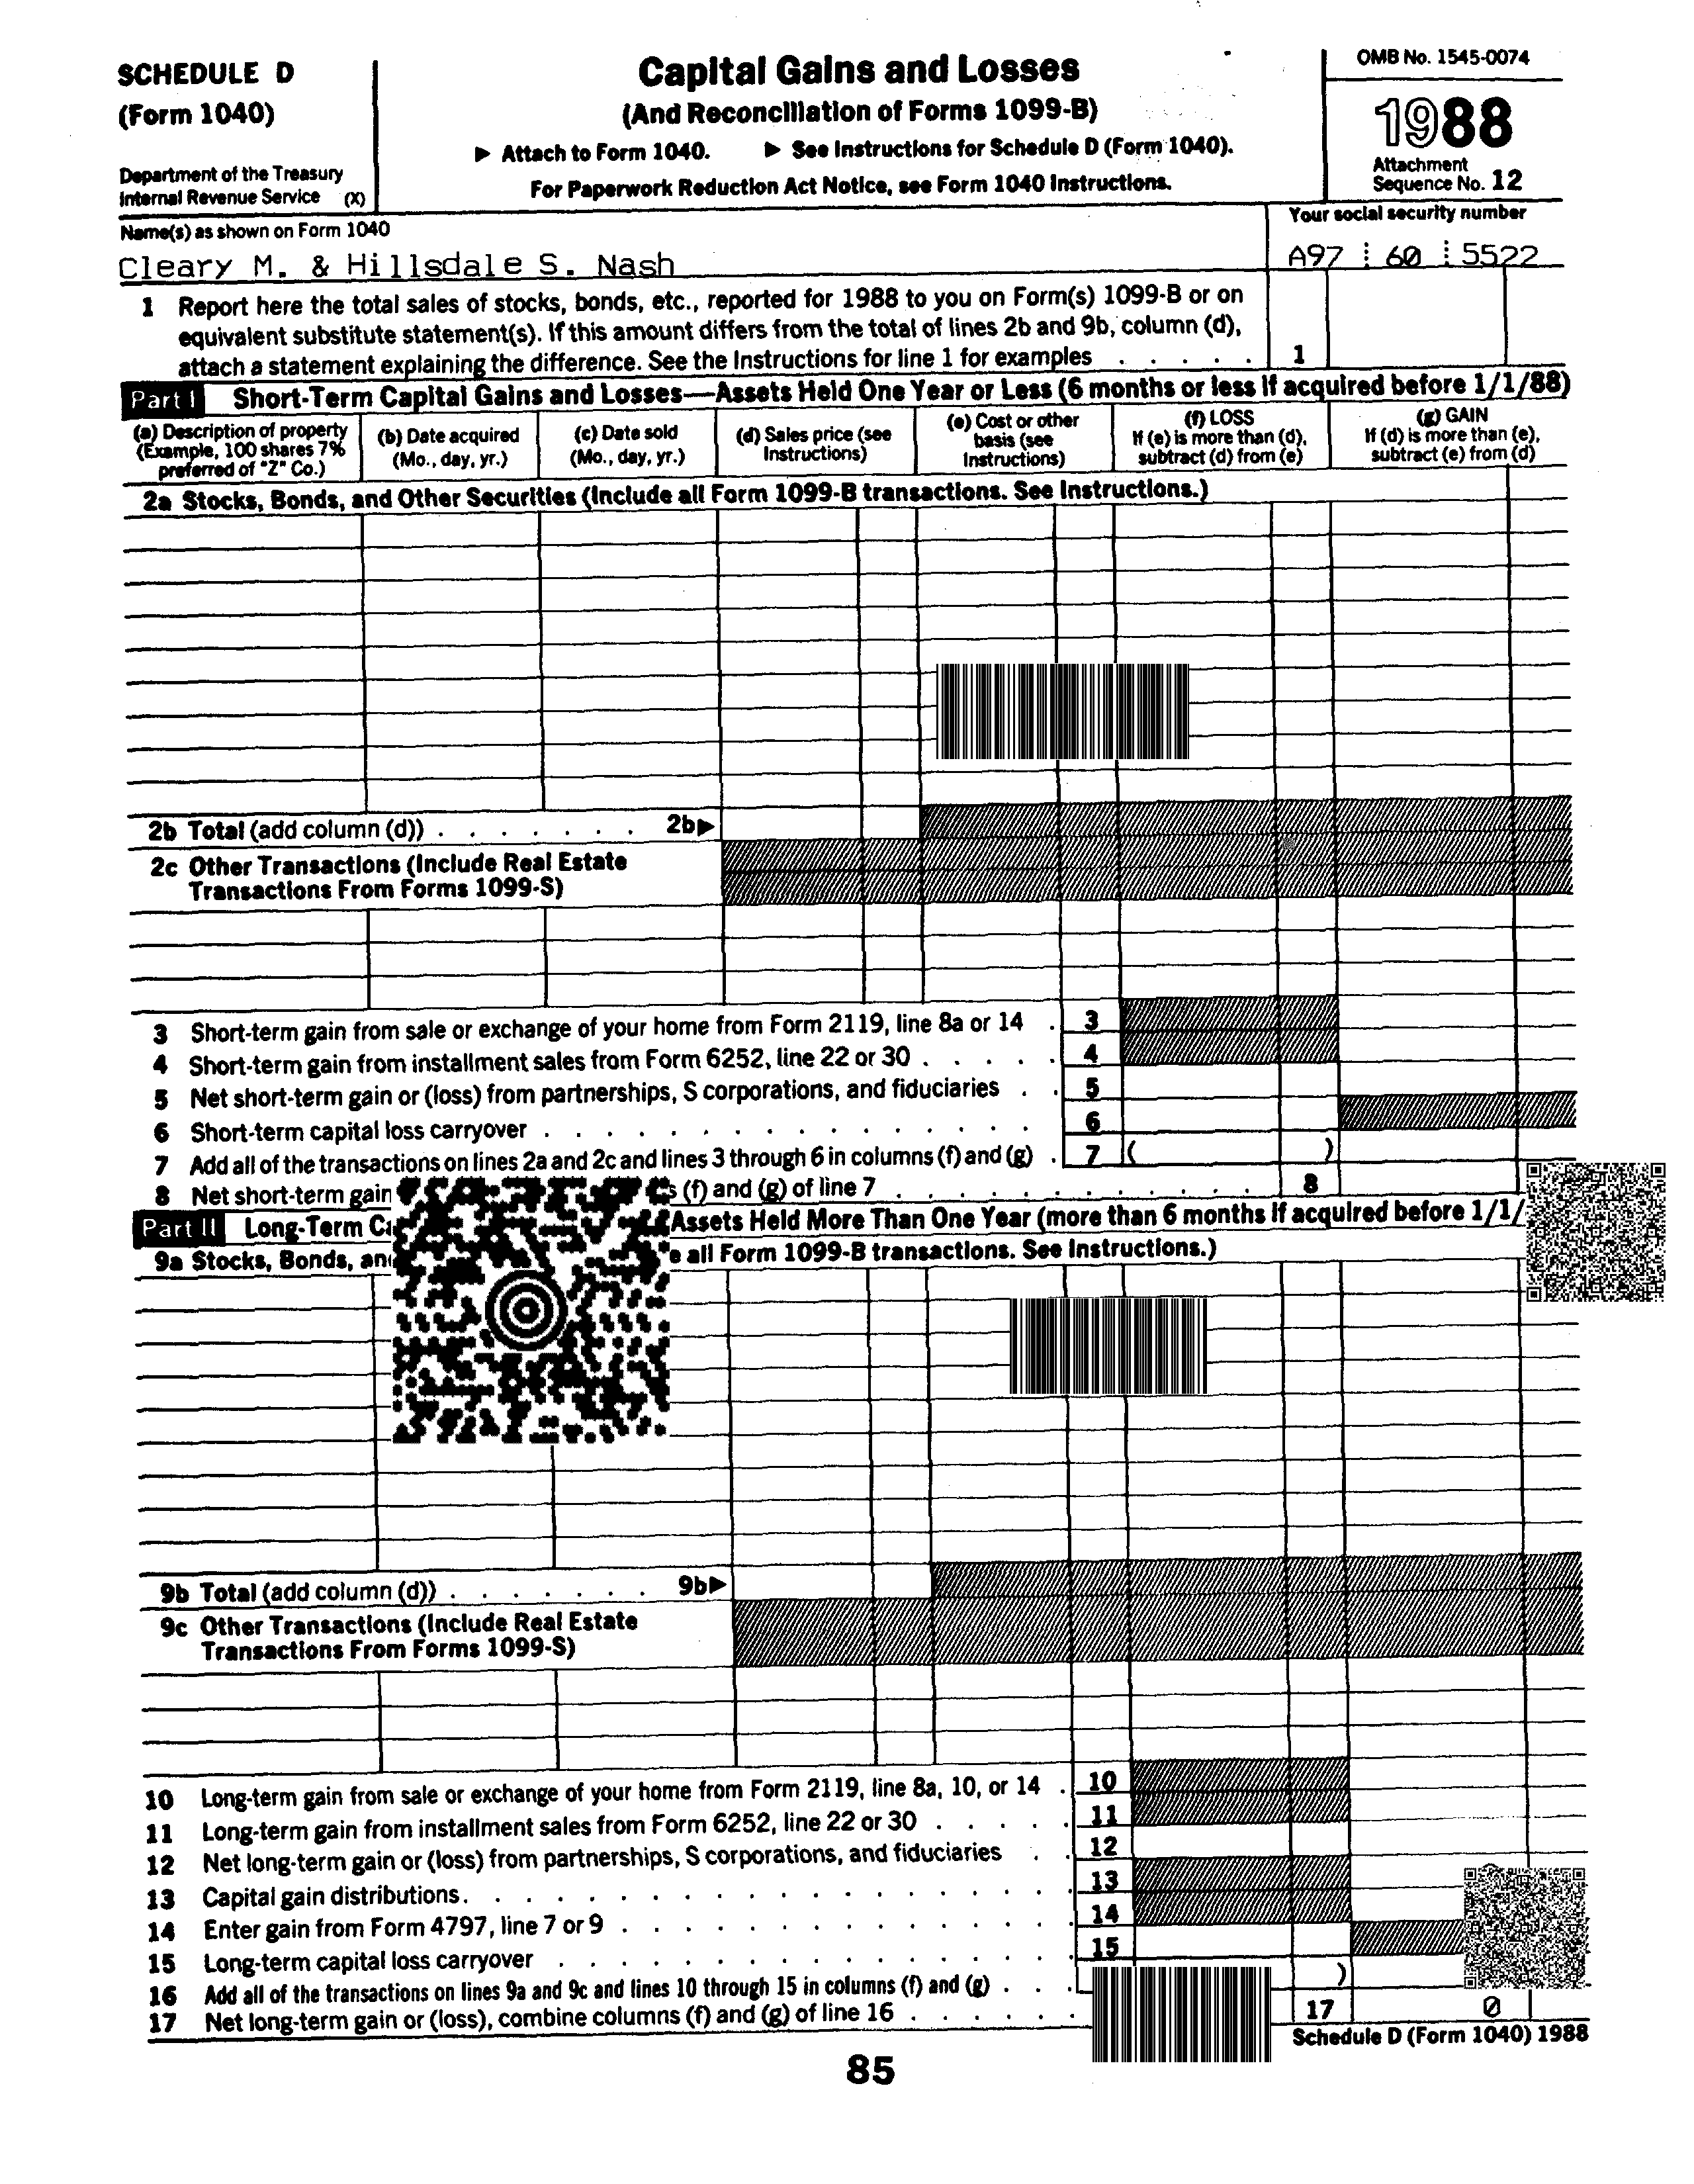 SCHEDULE D
(Form 1040)
Department of the Treasury
Internal Revenue Service (X)
Capital Gains and Losses
(And Reconciliation of Forms 1099-B)
▶ Attach to Form 1040. ▶ See Instructions for Schedule D (Form 1040).
For Paperwork Reduction Act Notice, see Form 1040 Instructions.
OMB No. 1545-0074
1988
Attachment
Sequence No. 12
Name(s) as shown on Form 1040
Your social security number
Cleary M. & Hillsdale S. Nash
A97 60 5522
1 Report here the total sales of stocks, bonds, etc., reported for 1988 to you on Form(s) 1099-B or on
equivalent substitute statement(s). If this amount differs from the total of lines 2b and 9b, column (d),
attach a statement explaining the difference. See the Instructions for line 1 for examples . . . . . 1
Part I Short-Term Capital Gains and Losses—Assets Held One Year or Less (6 months or less if acquired before 1/1/88)
(a) Description of property
(Example, 100 shares 7%
preferred of "Z" Co.)
(b) Date acquired
(Mo., day, yr.)
(c) Date sold
(Mo., day, yr.)
(d) Sales price (see
Instructions)
(e) Cost or other
basis (see
Instructions)
(f) LOSS
If (e) is more than (d),
subtract (d) from (e)
(g) GAIN
If (d) is more than (e),
subtract (e) from (d)
2a Stocks, Bonds, and Other Securities (Include all Form 1099-B transactions. See Instructions.)
2b Total (add column (d)) . . . . . . . 2b▶
2c Other Transactions (Include Real Estate
Transactions From Forms 1099-S)
3 Short-term gain from sale or exchange of your home from Form 2119, line 8a or 14 . 3
4 Short-term gain from installment sales from Form 6252, line 22 or 30 . . . . . 4
5 Net short-term gain or (loss) from partnerships, S corporations, and fiduciaries . . 5
6 Short-term capital loss carryover . . . . . . . . . . . . . . . . 6
7 Add all of the transactions on lines 2a and 2c and lines 3 through 6 in columns (f) and (g) . 7 ( )
8 Net short-term gain s (f) and (g) of line 7 . . . . . . . . . . . . 8
Part II Long-Term Assets Held More Than One Year (more than 6 months if acquired before 1/1/
9a Stocks, Bonds, all Form 1099-B transactions. See Instructions.)
9b Total (add column (d)) . . . . . . . 9b▶
9c Other Transactions (Include Real Estate
Transactions From Forms 1099-S)
10 Long-term gain from sale or exchange of your home from Form 2119, line 8a, 10, or 14 . 10
11 Long-term gain from installment sales from Form 6252, line 22 or 30 . . . . . 11
12 Net long-term gain or (loss) from partnerships, S corporations, and fiduciaries . . 12
13 Capital gain distributions. . . . . . . . . . . . . . . . . . . 13
14 Enter gain from Form 4797, line 7 or 9 . . . . . . . . . . . . . . 14
15 Long-term capital loss carryover . . . . . . . . . . . . . . . . 15
16 Add all of the transactions on lines 9a and 9c and lines 10 through 15 in columns (f) and (g) . . )
17 Net long-term gain or (loss), combine columns (f) and (g) of line 16 . . . . . . 17 0
Schedule D (Form 1040) 1988
85